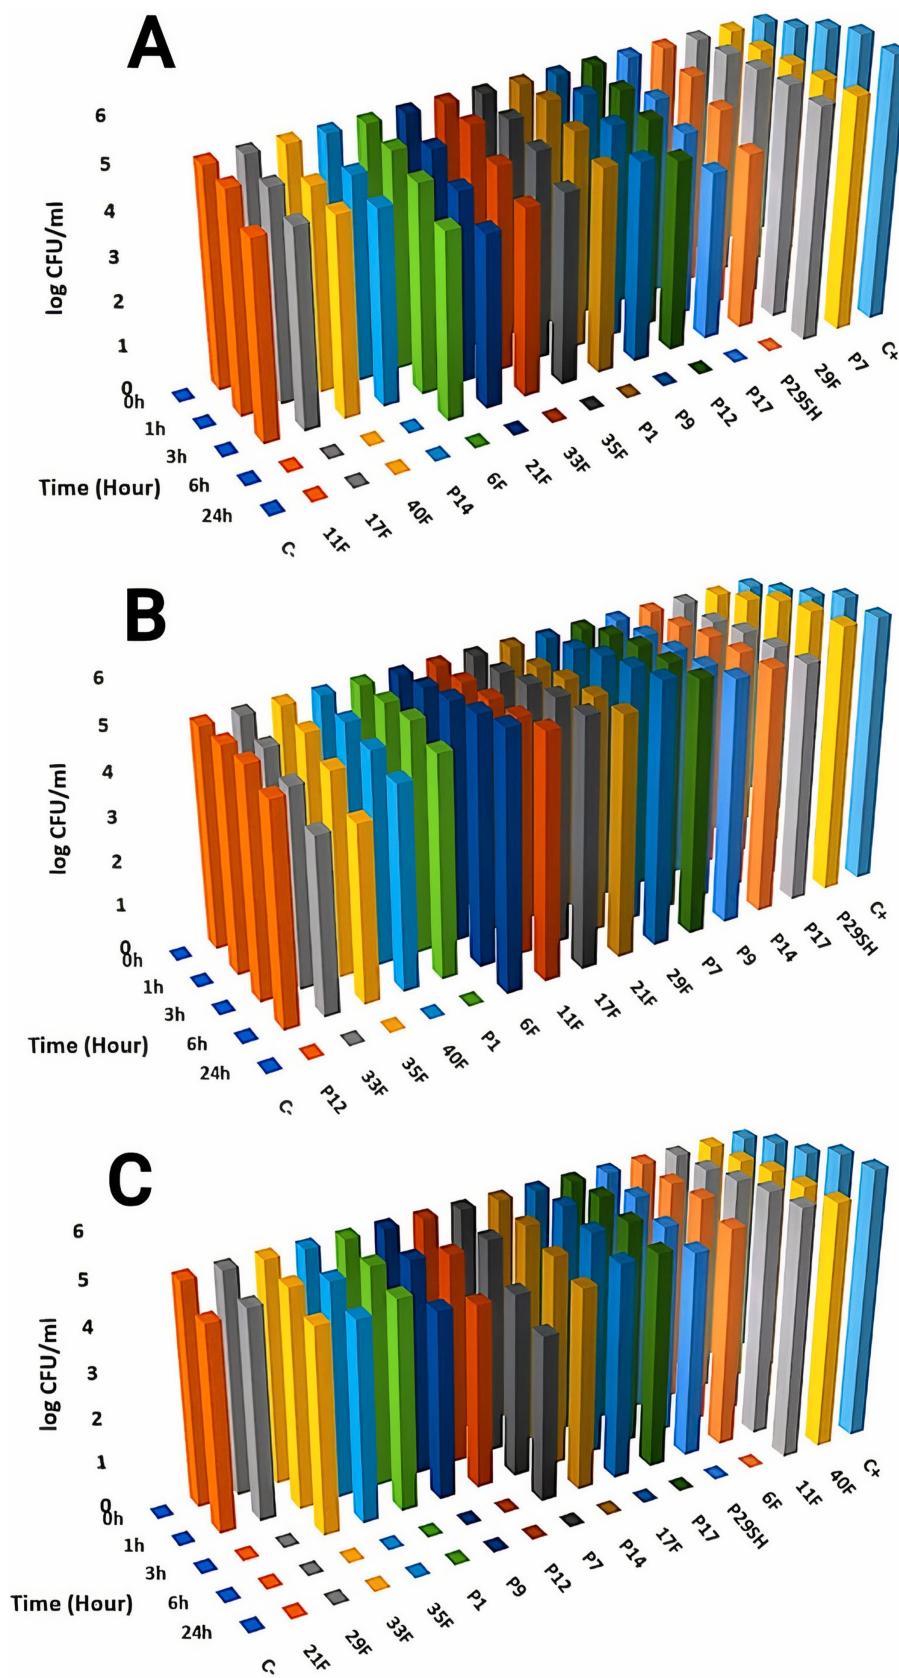 A
6
5
4
3
2
1
0
log CFU/ml
0h
1h
3h
6h
24h
Time (Hour)
C-
11F
17F
40F
P14
6F
21F
33F
35F
P1
P9
P12
P17
P29SH
29F
P7
C+
B
6
5
4
3
2
1
0
log CFU/ml
0h
1h
3h
6h
24h
Time (Hour)
C-
P12
33F
35F
40F
P1
6F
11F
17F
21F
29F
P7
P9
P14
P17
P29SH
C+
C
6
5
4
3
2
1
0
log CFU/ml
0h
1h
3h
6h
24h
Time (Hour)
C-
21F
29F
33F
35F
P1
P9
P12
P7
P14
17F
P17
P29SH
6F
11F
40F
C+